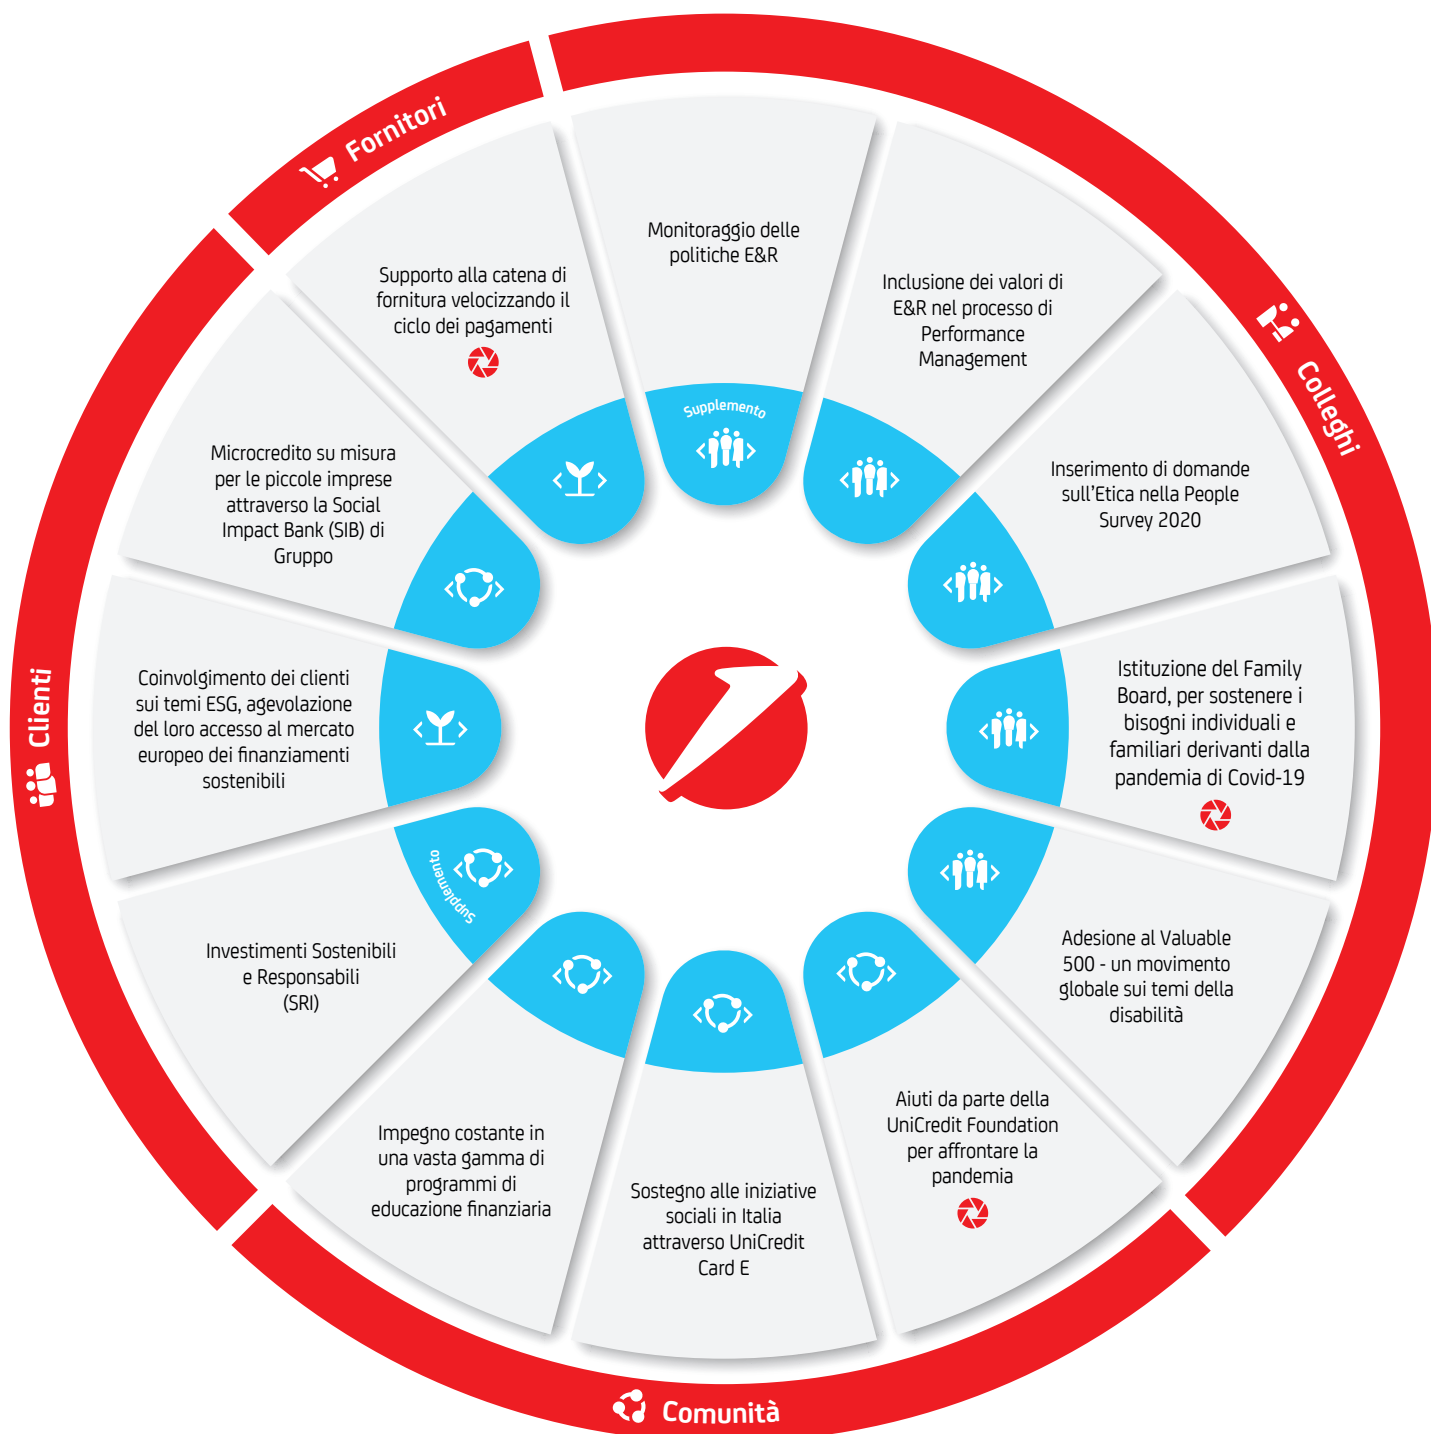 Fornitori
Colleghi
Comunità
Clienti
Monitoraggio delle
politiche E&R
Supplemento
Inclusione dei valori di
E&R nel processo di
Performance
Management
Inserimento di domande
sull'Etica nella People
Survey 2020
Istituzione del Family
Board, per sostenere i
bisogni individuali e
familiari derivanti dalla
pandemia di Covid-19
Adesione al Valuable
500 - un movimento
globale sui temi della
disabilità
Aiuti da parte della
UniCredit Foundation
per affrontare la
pandemia
Sostegno alle iniziative
sociali in Italia
attraverso UniCredit
Card E
Impegno costante in
una vasta gamma di
programmi di
educazione finanziaria
Investimenti Sostenibili
e Responsabili
(SRI)
Supplemento
Coinvolgimento dei clienti
sui temi ESG, agevolazione
del loro accesso al mercato
europeo dei finanziamenti
sostenibili
Microcredito su misura
per le piccole imprese
attraverso la Social
Impact Bank (SIB) di
Gruppo
Supporto alla catena di
fornitura velocizzando il
ciclo dei pagamenti